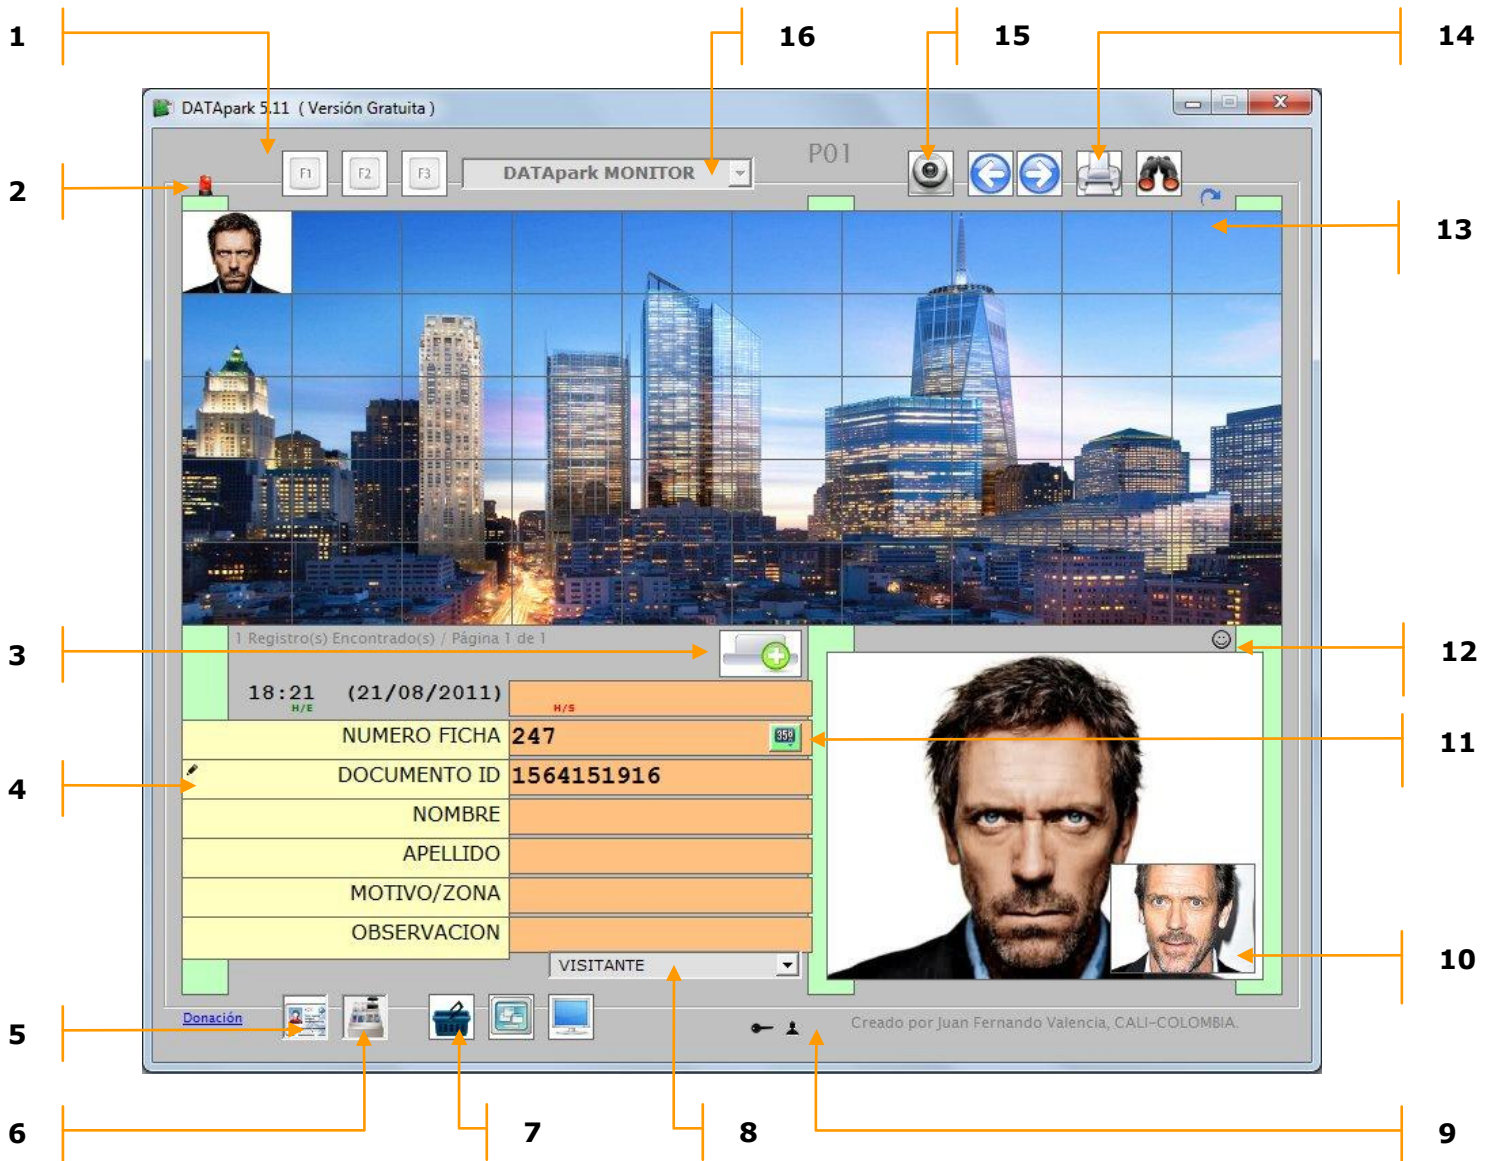 1
16
15
14
DATApark 5.11 ( Versión Gratuita )
P01
F1
F2
F3
DATApark MONITOR
2
13
1 Registro(s) Encontrado(s) / Página 1 de 1
3
12
18:21 (21/08/2011)
H/E
H/S
NUMERO FICHA 247
359
11
4
DOCUMENTO ID 1564151916
NOMBRE
APELLIDO
MOTIVO/ZONA
OBSERVACION
VISITANTE
10
Donación
Creado por Juan Fernando Valencia, CALI-COLOMBIA.
5
6
7
8
9